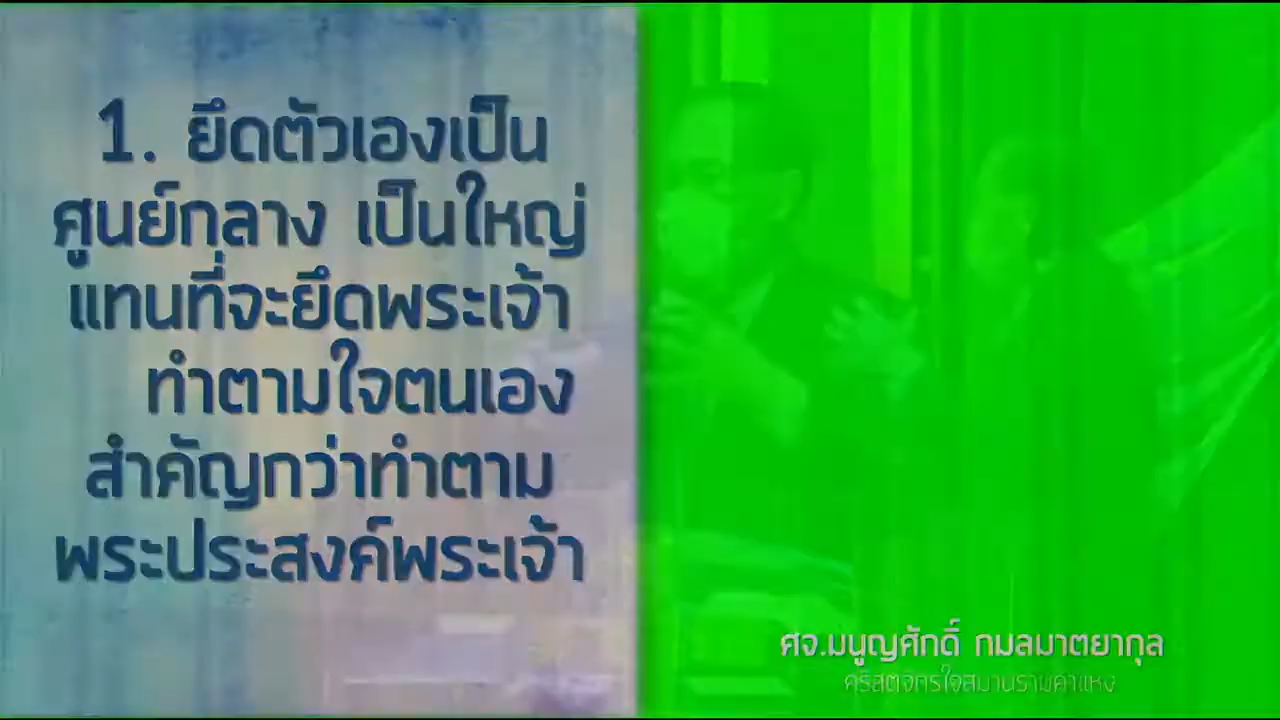 1. ยึดตัวเองเป็น
ศูนย์กลาง เป็นใหญ่
แทนที่จะยึดพระเจ้า
ทำตามใจตนเอง
สำคัญกว่าทำตาม
พระประสงค์พระเจ้า
ศจ.มนูญศักดิ์ กมลมาตยากุล
คริสตจักรใจสมานรามคำแหง